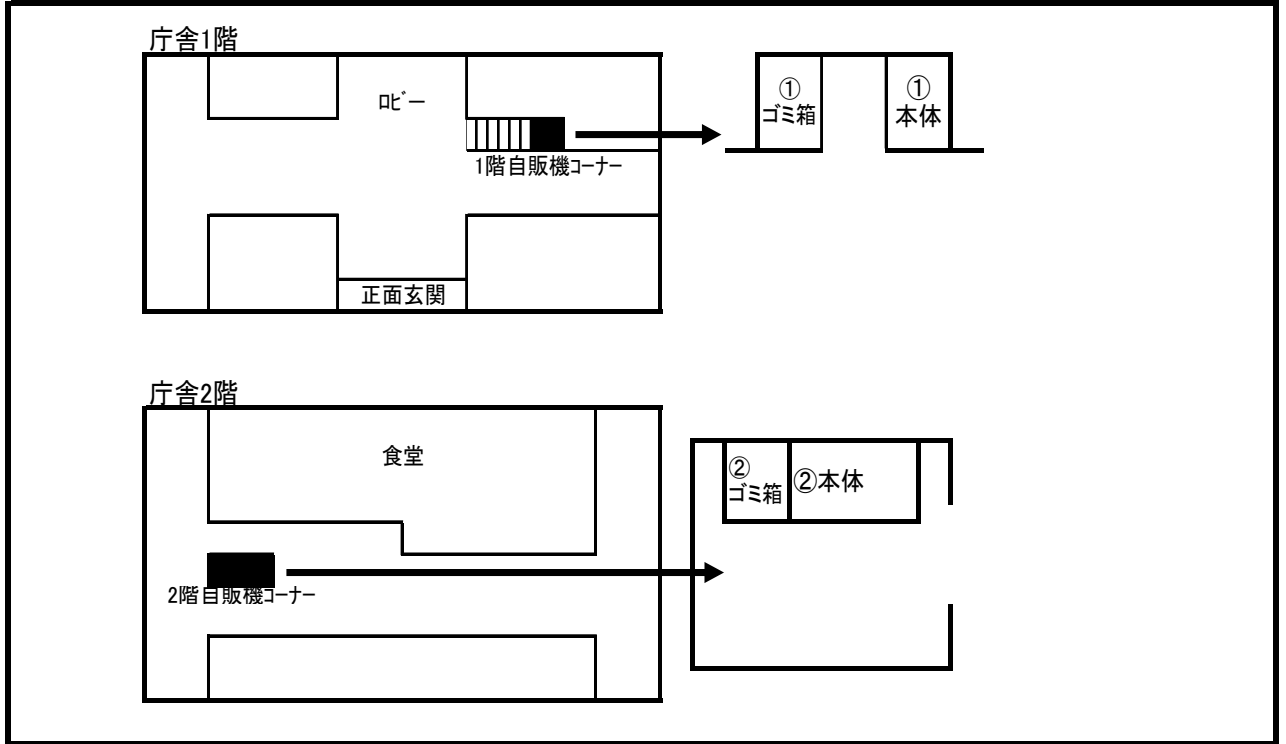 庁舎1階
ﾛﾋﾞｰ
1階自販機ｺｰﾅｰ
正面玄関
①
ゴミ箱
①
本体
庁舎2階
食堂
2階自販機ｺｰﾅｰ
②
ゴミ箱
②本体